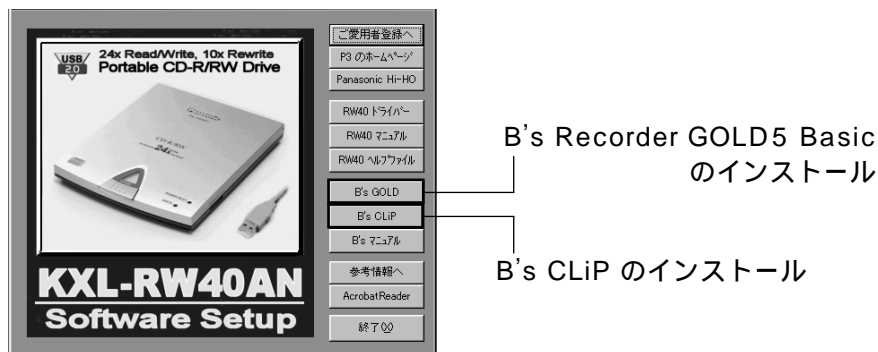 USB 2.0
24x Read/Write, 10x Rewrite
Portable CD-R/RW Drive
Panasonic
CD-R/RW
24x
KXL-RW40AN
Software Setup
ご愛用者登録へ
P3 のホームページ
Panasonic Hi-HO
RW40 ドライバー
RW40 マニュアル
RW40 ヘルプファイル
B's GOLD
B's CLiP
B's マニュアル
参考情報へ
AcrobatReader
終了(X)
B's Recorder GOLD5 Basic
のインストール
B's CLiP のインストール